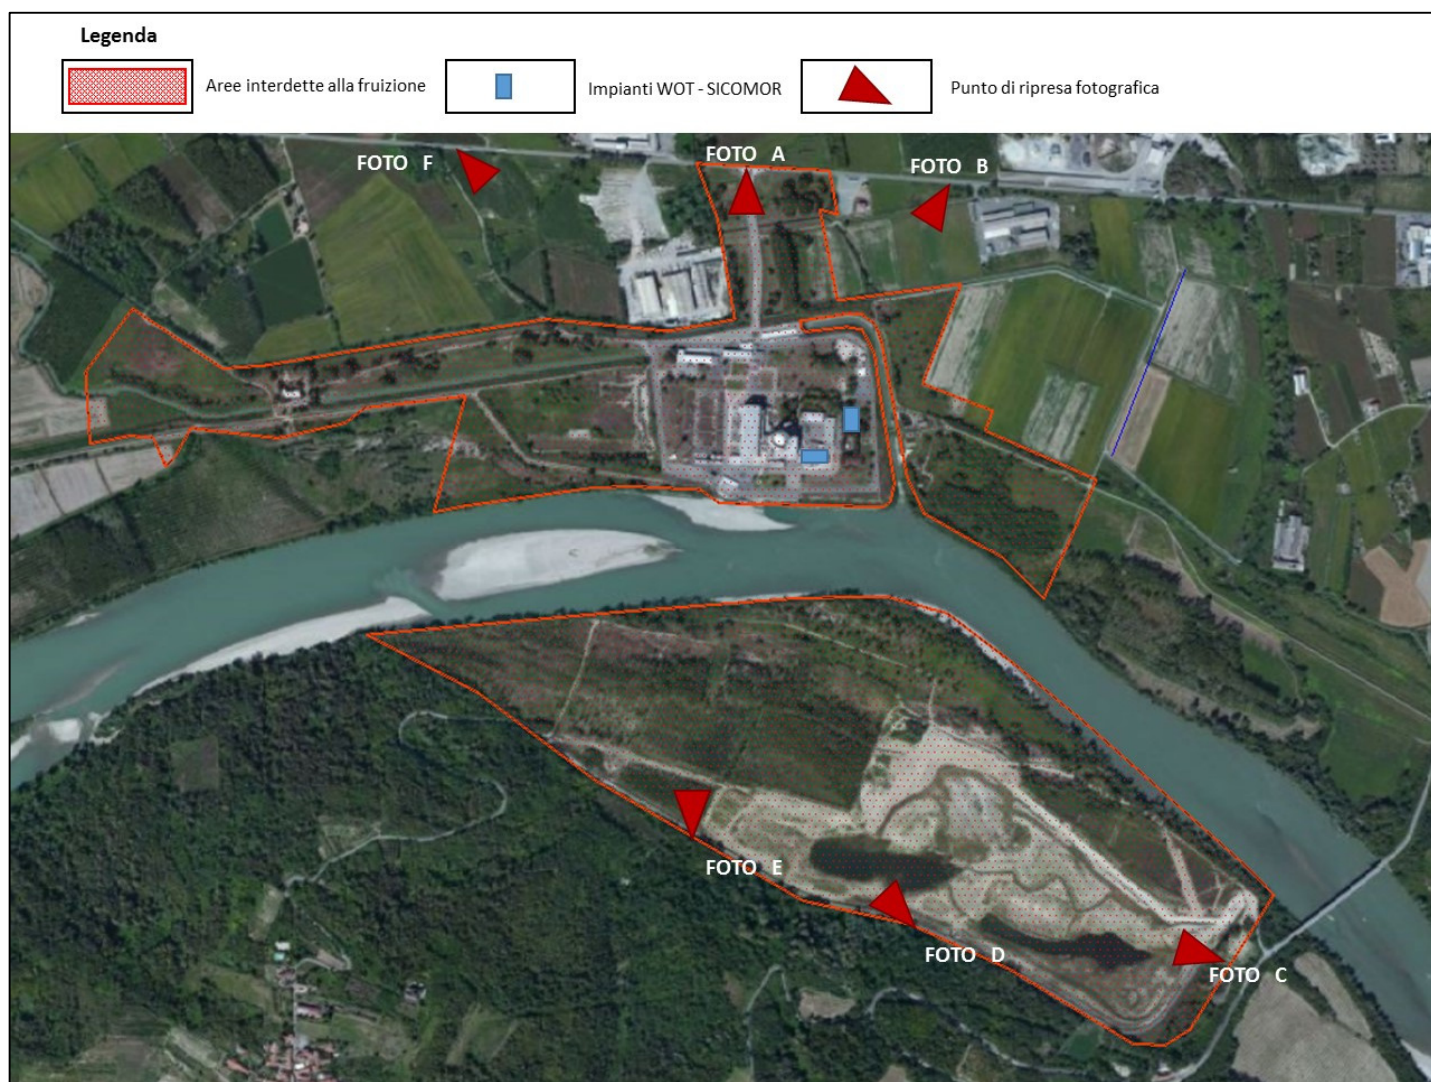 Legenda
Aree interdette alla fruizione
Impianti WOT - SICOMOR
Punto di ripresa fotografica
FOTO F
FOTO A
FOTO B
FOTO E
FOTO D
FOTO C